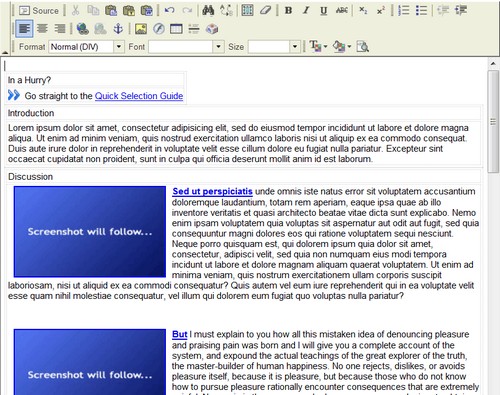 Source
B I U ABC x₂ x²
Format Normal (DIV) Font Size
In a Hurry?
Go straight to the Quick Selection Guide
Introduction
Lorem ipsum dolor sit amet, consectetur adipisicing elit, sed do eiusmod tempor incididunt ut labore et dolore magna
aliqua. Ut enim ad minim veniam, quis nostrud exercitation ullamco laboris nisi ut aliquip ex ea commodo consequat.
Duis aute irure dolor in reprehenderit in voluptate velit esse cillum dolore eu fugiat nulla pariatur. Excepteur sint
occaecat cupidatat non proident, sunt in culpa qui officia deserunt mollit anim id est laborum.
Discussion
Screenshot will follow...
Sed ut perspiciatis unde omnis iste natus error sit voluptatem accusantium
doloremque laudantium, totam rem aperiam, eaque ipsa quae ab illo
inventore veritatis et quasi architecto beatae vitae dicta sunt explicabo. Nemo
enim ipsam voluptatem quia voluptas sit aspernatur aut odit aut fugit, sed quia
consequuntur magni dolores eos qui ratione voluptatem sequi nesciunt.
Neque porro quisquam est, qui dolorem ipsum quia dolor sit amet,
consectetur, adipisci velit, sed quia non numquam eius modi tempora
incidunt ut labore et dolore magnam aliquam quaerat voluptatem. Ut enim ad
minima veniam, quis nostrum exercitationem ullam corporis suscipit
laboriosam, nisi ut aliquid ex ea commodi consequatur? Quis autem vel eum iure reprehenderit qui in ea voluptate velit
esse quam nihil molestiae consequatur, vel illum qui dolorem eum fugiat quo voluptas nulla pariatur?
Screenshot will follow...
But I must explain to you how all this mistaken idea of denouncing pleasure
and praising pain was born and I will give you a complete account of the
system, and expound the actual teachings of the great explorer of the truth,
the master-builder of human happiness. No one rejects, dislikes, or avoids
pleasure itself, because it is pleasure, but because those who do not know
how to pursue pleasure rationally encounter consequences that are extremely